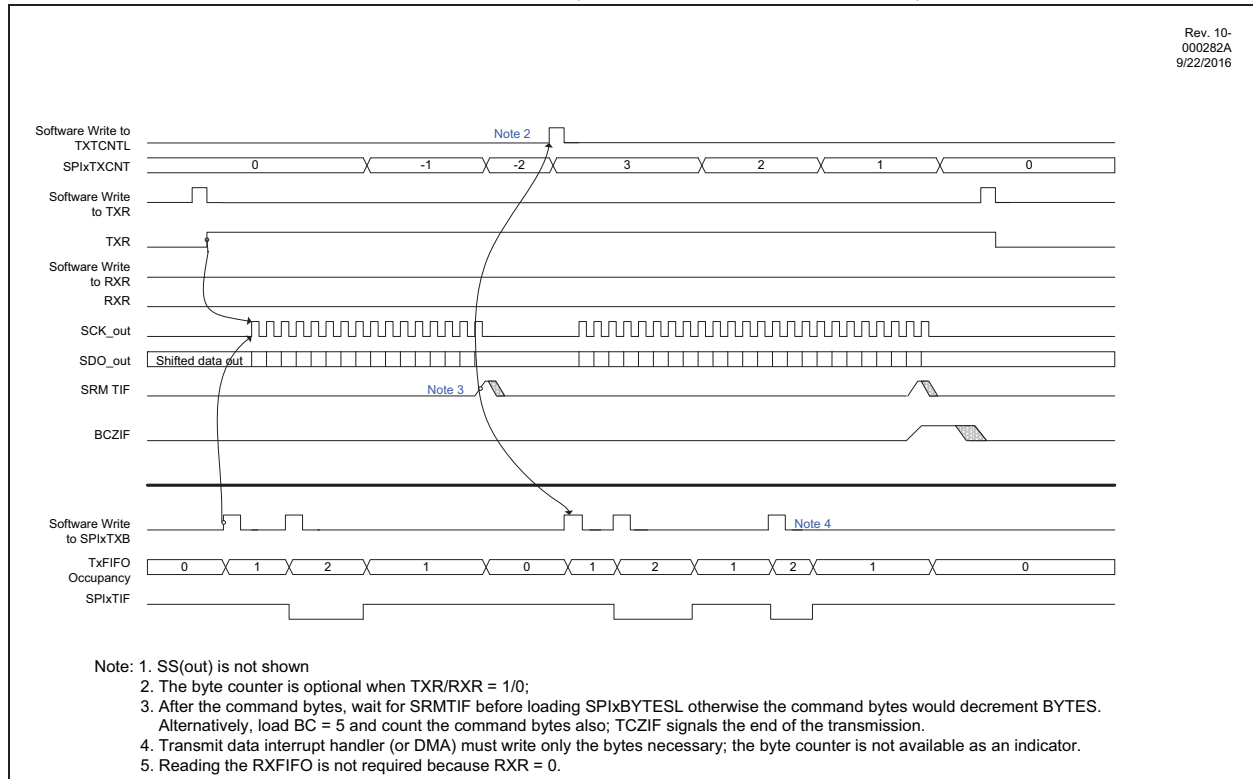 Rev. 10-
000282A
9/22/2016
Software Write to
TXTCNTL
Note 2
SPIxTXCNT
0 -1 -2 3 2 1 0
Software Write
to TXR
TXR
Software Write
to RXR
RXR
SCK_out
SDO_out
Shifted data out
SRM TIF
Note 3
BCZIF
Software Write
to SPIxTXB
Note 4
TxFIFO
Occupancy
0 1 2 1 0 1 2 1 2 1 0
SPIxTIF
Note: 1. SS(out) is not shown
2. The byte counter is optional when TXR/RXR = 1/0;
3. After the command bytes, wait for SRMTIF before loading SPIxBYTESL otherwise the command bytes would decrement BYTES.
Alternatively, load BC = 5 and count the command bytes also; TCZIF signals the end of the transmission.
4. Transmit data interrupt handler (or DMA) must write only the bytes necessary; the byte counter is not available as an indicator.
5. Reading the RXFIFO is not required because RXR = 0.